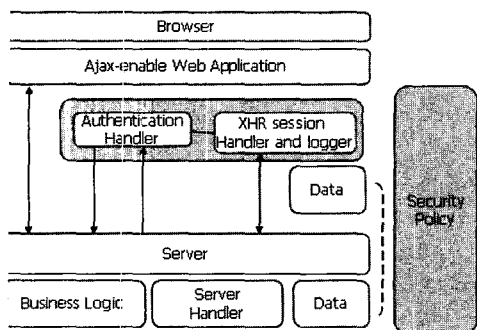 Browser
Ajax-enable Web Application
Authentication
Handler
XHR session
Handler and logger
Data
Security
Policy
Server
Business Logic
Server
Handler
Data